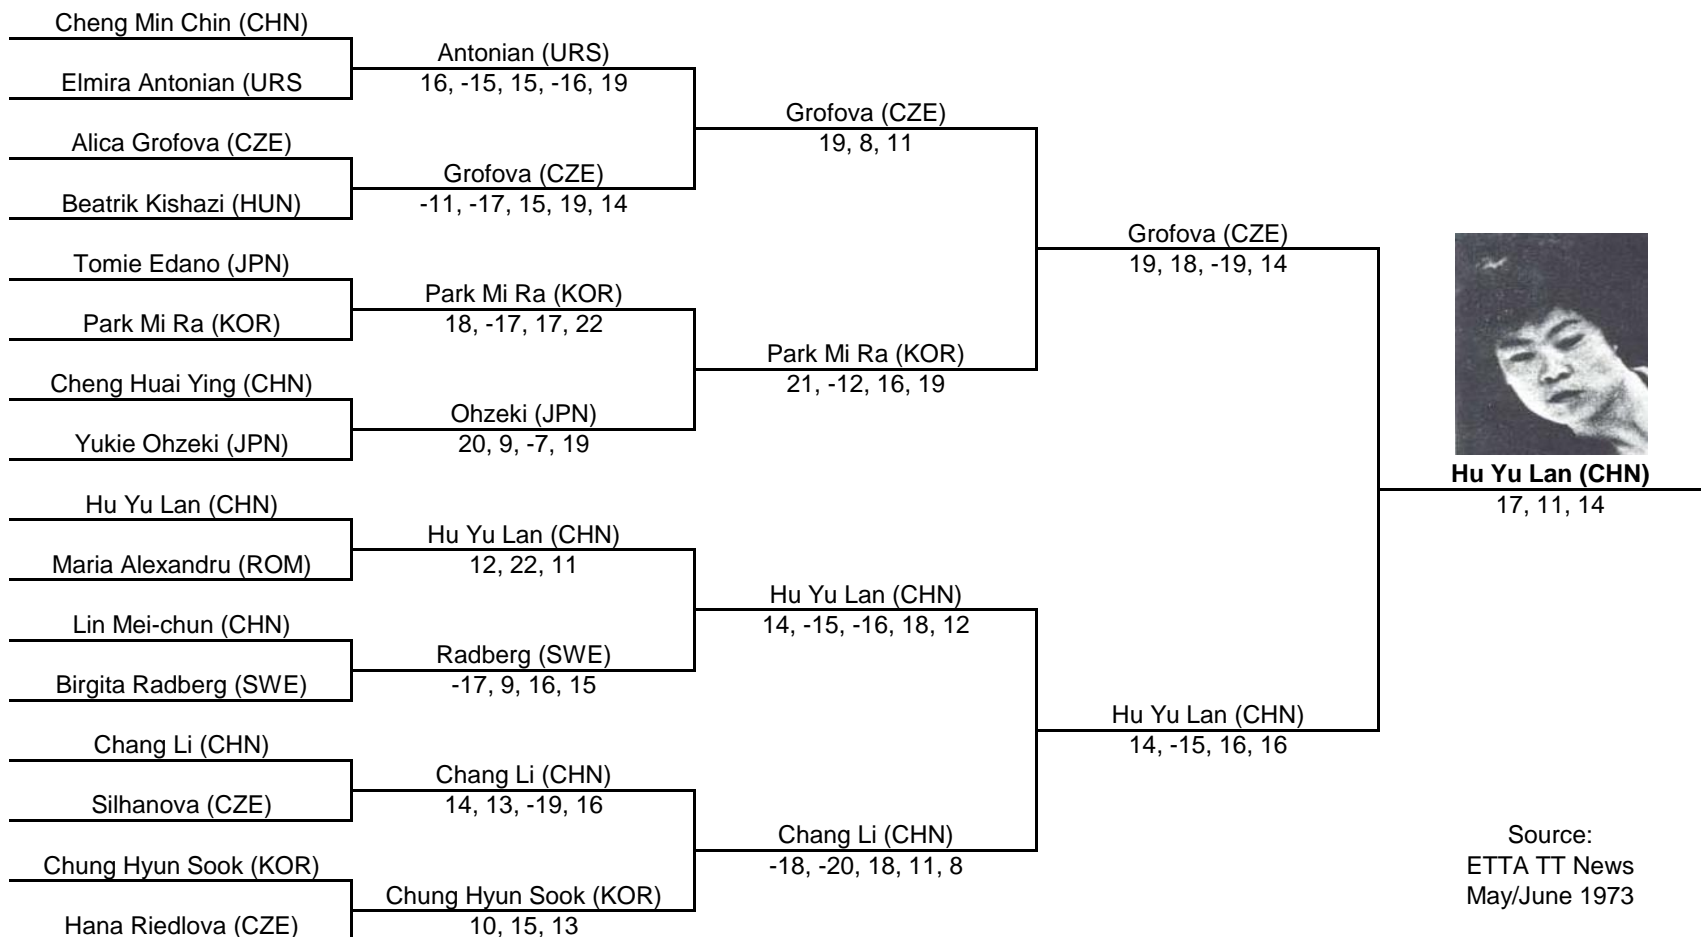 Cheng Min Chin (CHN)
Elmira Antonian (URS
Alica Grofova (CZE)
Beatrik Kishazi (HUN)
Tomie Edano (JPN)
Park Mi Ra (KOR)
Cheng Huai Ying (CHN)
Yukie Ohzeki (JPN)
Hu Yu Lan (CHN)
Maria Alexandru (ROM)
Lin Mei-chun (CHN)
Birgita Radberg (SWE)
Chang Li (CHN)
Silhanova (CZE)
Chung Hyun Sook (KOR)
Hana Riedlova (CZE)
Antonian (URS)
16, -15, 15, -16, 19
Grofova (CZE)
-11, -17, 15, 19, 14
Park Mi Ra (KOR)
18, -17, 17, 22
Ohzeki (JPN)
20, 9, -7, 19
Hu Yu Lan (CHN)
12, 22, 11
Radberg (SWE)
-17, 9, 16, 15
Chang Li (CHN)
14, 13, -19, 16
Chung Hyun Sook (KOR)
10, 15, 13
Grofova (CZE)
19, 8, 11
Park Mi Ra (KOR)
21, -12, 16, 19
Hu Yu Lan (CHN)
14, -15, -16, 18, 12
Chang Li (CHN)
-18, -20, 18, 11, 8
Grofova (CZE)
19, 18, -19, 14
Hu Yu Lan (CHN)
14, -15, 16, 16
Hu Yu Lan (CHN)
17, 11, 14
Source:
ETTA TT News
May/June 1973